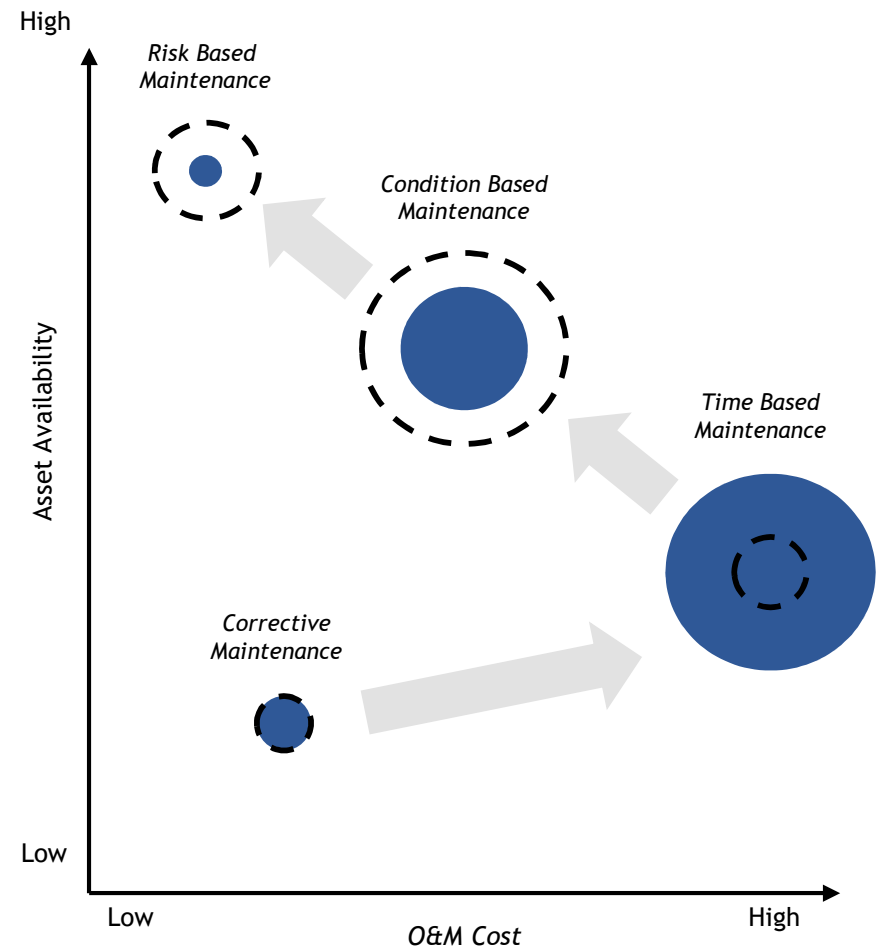 High
Risk Based
Maintenance
Condition Based
Maintenance
Asset Availability
Time Based
Maintenance
Corrective
Maintenance
Low
Low
High
O&M Cost